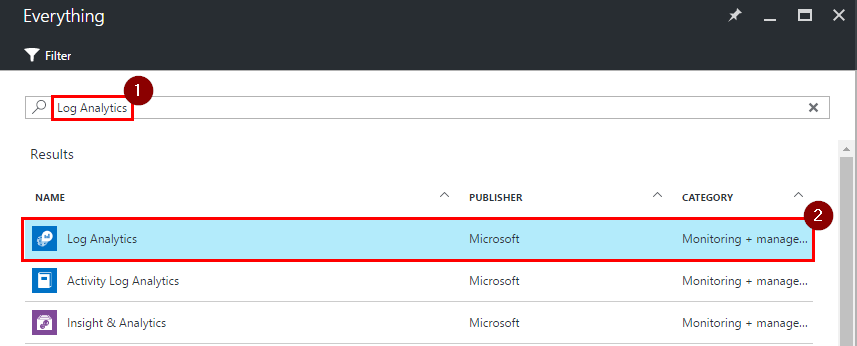 Everything
Filter
1
Log Analytics
Results
NAME PUBLISHER CATEGORY
2
Log Analytics Microsoft Monitoring + manage...
Activity Log Analytics Microsoft Monitoring + manage...
Insight & Analytics Microsoft Monitoring + manage...